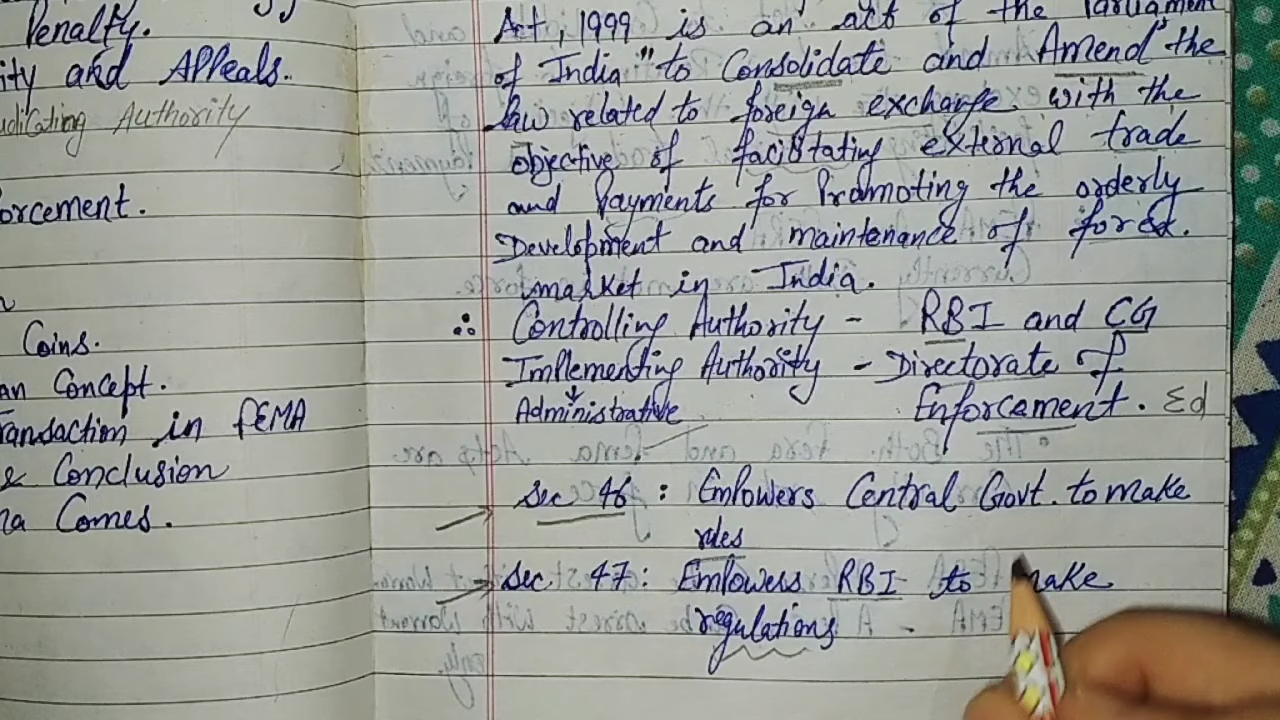 Penalty.
ity and Appeals.
udicating Authority
orcement.
Coins.
an Concept.
ransaction in FEMA
& Conclusion
ma Comes.
Act, 1999 is an act of the Parliament
of India "to Consolidate and Amend" the
law related to foreign exchange. with the
objective of facilitating external trade
and Payments for Promoting the orderly
Development and maintenance of forex.
market in India.
∴ Controlling Authority - RBI and CG
Implementing Authority - Directorate of
Administrative Enforcement. Ed
Sec 46 : Empowers Central Govt. to make
rules
Sec 47 : Empowers RBI to make
regulations